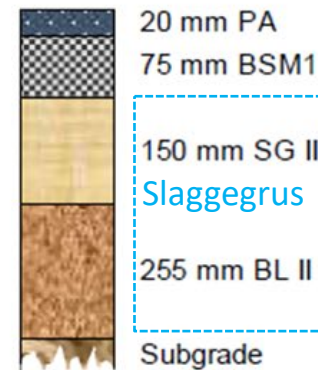 20 mm PA
75 mm BSM1
150 mm SG II
Slaggegrus
255 mm BL II
Subgrade